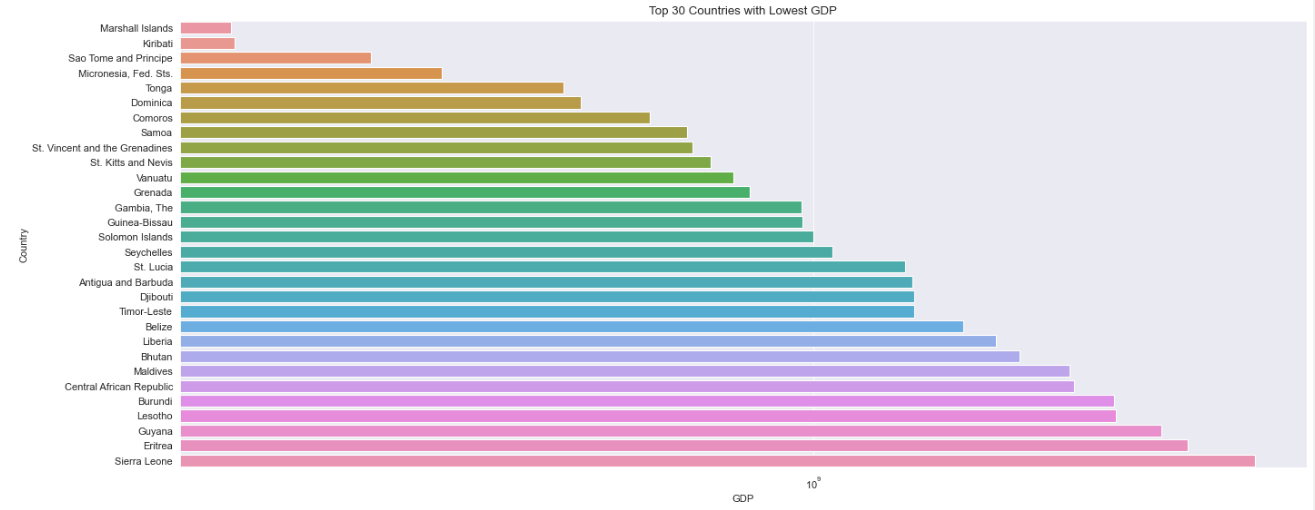 Top 30 Countries with Lowest GDP
Marshall Islands
Kiribati
Sao Tome and Principe
Micronesia, Fed. Sts.
Tonga
Dominica
Comoros
Samoa
St. Vincent and the Grenadines
St. Kitts and Nevis
Vanuatu
Grenada
Gambia, The
Guinea-Bissau
Solomon Islands
Seychelles
St. Lucia
Antigua and Barbuda
Djibouti
Timor-Leste
Belize
Liberia
Bhutan
Maldives
Central African Republic
Burundi
Lesotho
Guyana
Eritrea
Sierra Leone
Country
10⁹
GDP